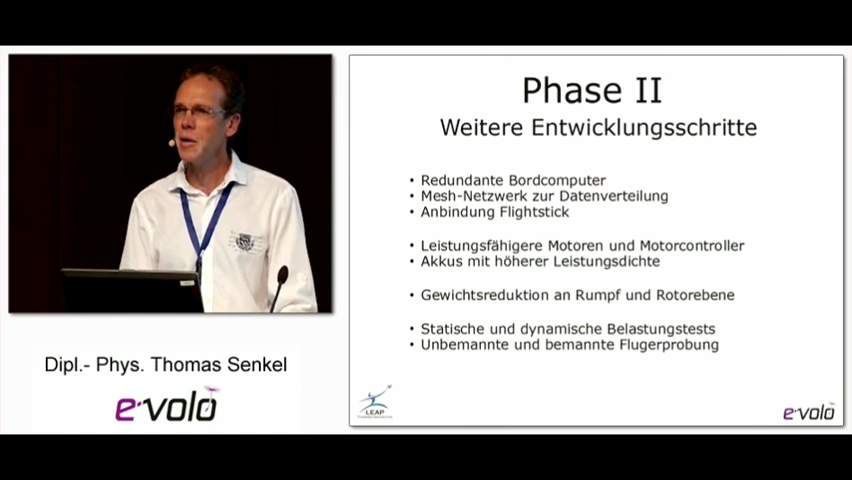 Phase II
Weitere Entwicklungsschritte
• Redundante Bordcomputer
• Mesh-Netzwerk zur Datenverteilung
• Anbindung Flightstick
• Leistungsfähigere Motoren und Motorcontroller
• Akkus mit höherer Leistungsdichte
• Gewichtsreduktion an Rumpf und Rotorebene
• Statische und dynamische Belastungstests
• Unbemannte und bemannte Flugerprobung
Dipl.- Phys. Thomas Senkel
e-volo
LEAP
e-volo